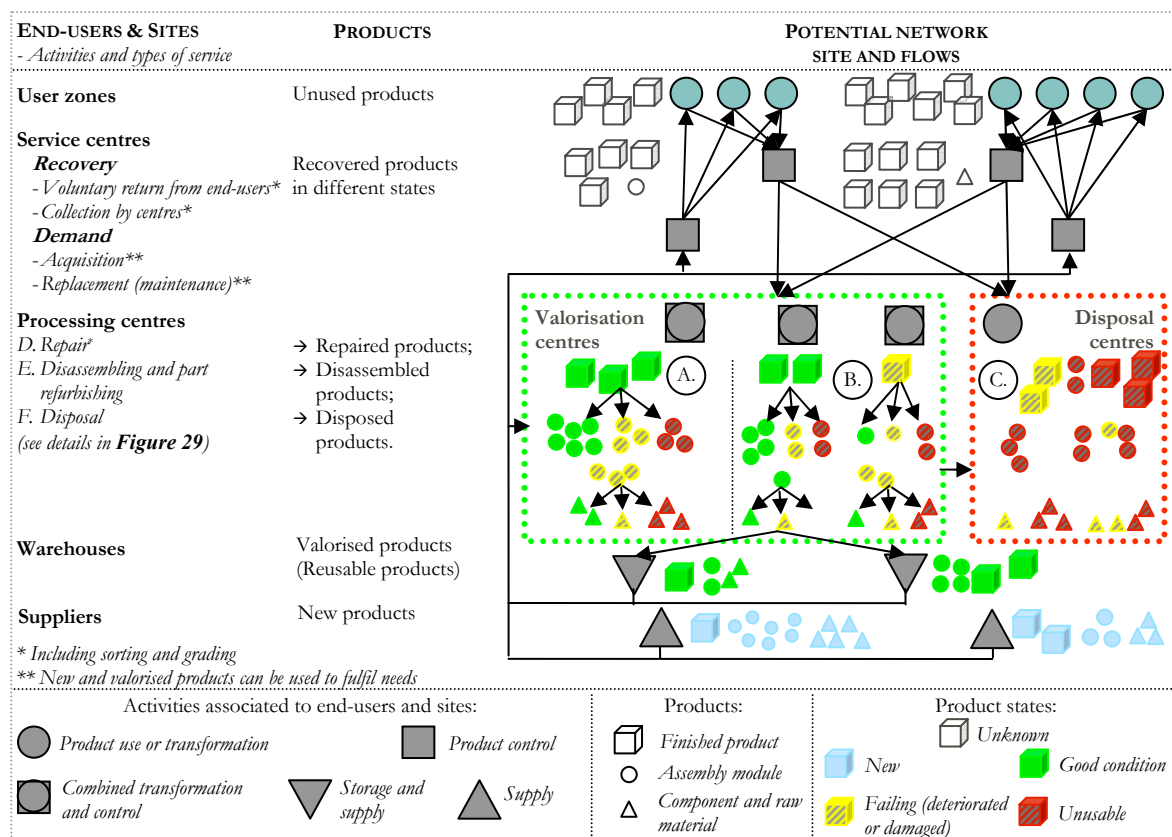 END-USERS & SITES
- Activities and types of service
PRODUCTS
POTENTIAL NETWORK
SITE AND FLOWS
User zones
Unused products
Service centres
Recovery
- Voluntary return from end-users*
- Collection by centres*
Recovered products
in different states
Demand
- Acquisition**
- Replacement (maintenance)**
Processing centres
D. Repair*
E. Disassembling and part
refurbishing
F. Disposal
(see details in Figure 29)
→ Repaired products;
→ Disassembled
products;
→ Disposed
products.
Valorisation
centres
Disposal
centres
A.
B.
C.
Warehouses
Valorised products
(Reusable products)
Suppliers
New products
* Including sorting and grading
** New and valorised products can be used to fulfil needs
Activities associated to end-users and sites:
Product use or transformation
Product control
Combined transformation
and control
Storage and
supply
Supply
Products:
Finished product
Assembly module
Component and raw
material
Product states:
Unknown
New
Good condition
Failing (deteriorated
or damaged)
Unusable